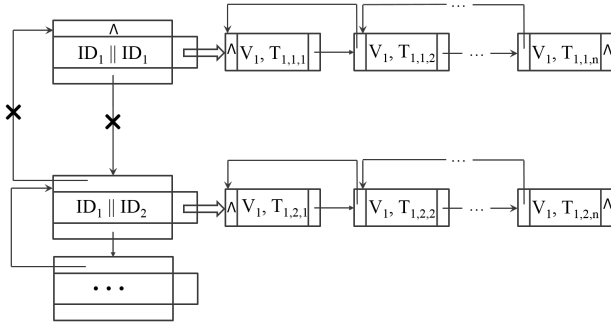 ∧
ID₁ || ID₁
∧ V₁, T₁,₁,₁
V₁, T₁,₁,₂
...
...
V₁, T₁,₁,ₙ ∧
ID₁ || ID₂
∧ V₁, T₁,₂,₁
V₁, T₁,₂,₂
...
...
V₁, T₁,₂,ₙ ∧
•••